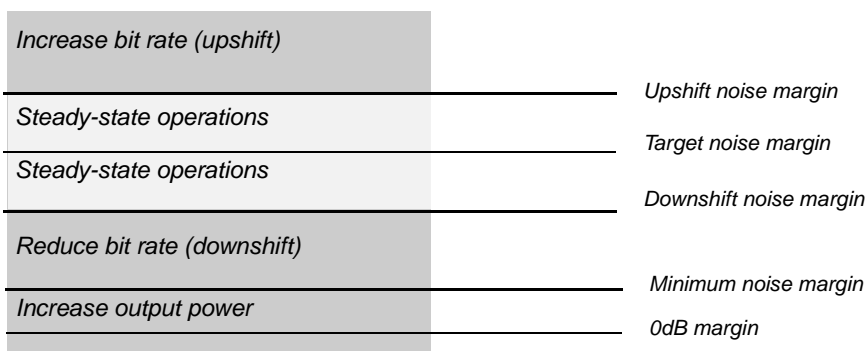 Increase bit rate (upshift)
Upshift noise margin
Steady-state operations
Target noise margin
Steady-state operations
Downshift noise margin
Reduce bit rate (downshift)
Minimum noise margin
Increase output power
0dB margin